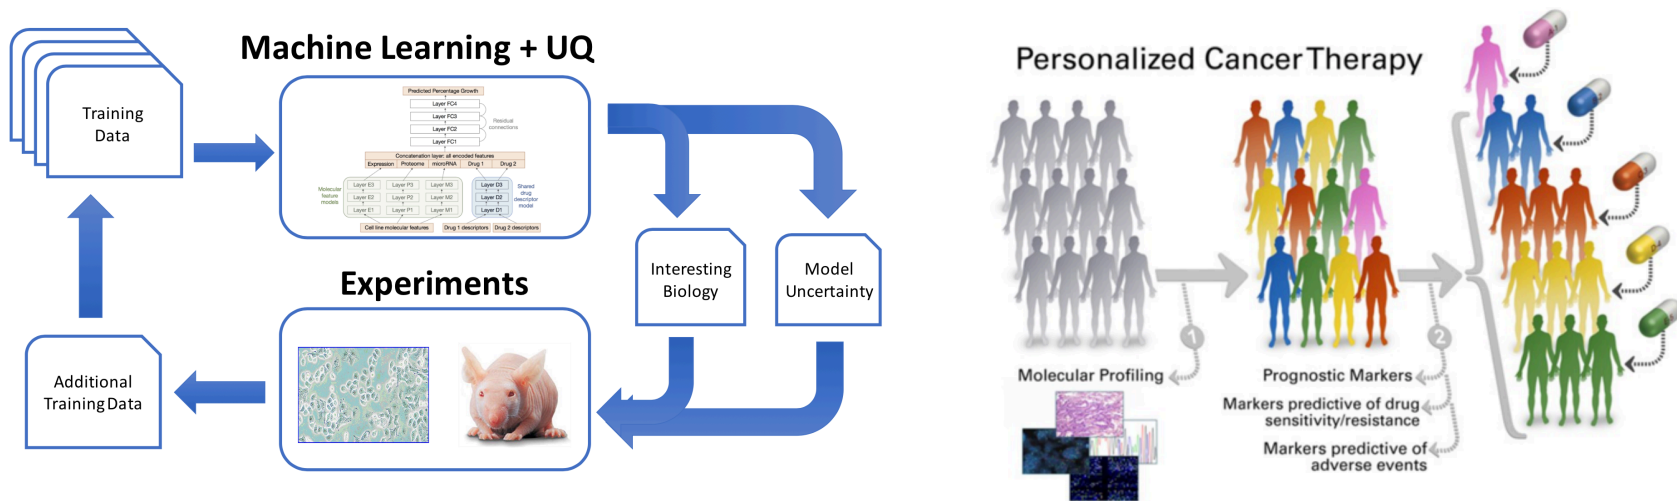 Machine Learning + UQ
Training
Data
Predicted Percentage Growth
Layer FC4
Layer FC3
Layer FC2
Layer FC1
Residual
connections
Concatenation layer: all encoded features
Expression Proteome microRNA Drug 1 Drug 2
Molecular
feature
models
Layer E3 Layer P3 Layer M3 Layer D3
Layer E2 Layer P2 Layer M2 Layer D2
Layer E1 Layer P1 Layer M1 Layer D1
Shared
drug
descriptor
model
Cell line molecular features Drug 1 descriptors Drug 2 descriptors
Interesting
Biology
Model
Uncertainty
Experiments
Additional
Training Data
Personalized Cancer Therapy
1
2
Molecular Profiling
Prognostic Markers
Markers predictive of drug
sensitivity/resistance
Markers predictive of
adverse events